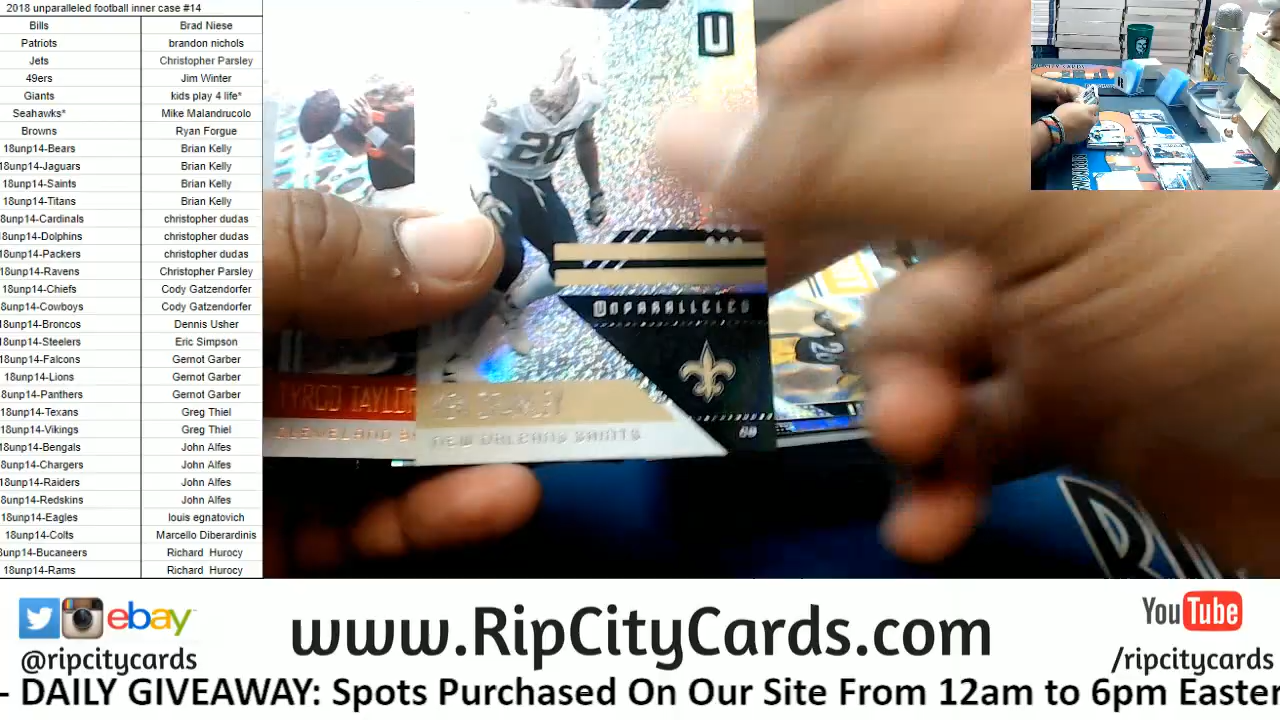 2018 unparalleled football inner case #14
Bills Brad Niese
Patriots brandon nichols
Jets Christopher Parsley
49ers Jim Winter
Giants kids play 4 life*
Seahawks* Mike Malandrucolo
Browns Ryan Forgue
18unp14-Bears Brian Kelly
18unp14-Jaguars Brian Kelly
18unp14-Saints Brian Kelly
18unp14-Titans Brian Kelly
8unp14-Cardinals christopher dudas
8unp14-Dolphins christopher dudas
8unp14-Packers christopher dudas
18unp14-Ravens Christopher Parsley
18unp14-Chiefs Cody Gatzendorfer
8unp14-Cowboys Cody Gatzendorfer
18unp14-Broncos Dennis Usher
18unp14-Steelers Eric Simpson
18unp14-Falcons Gernot Garber
18unp14-Lions Gernot Garber
8unp14-Panthers Gernot Garber
18unp14-Texans Greg Thiel
18unp14-Vikings Greg Thiel
18unp14-Bengals John Alfes
8unp14-Chargers John Alfes
18unp14-Raiders John Alfes
8unp14-Redskins John Alfes
18unp14-Eagles louis egnatovich
18unp14-Colts Marcello Diberardinis
8unp14-Bucaneers Richard Hurocy
18unp14-Rams Richard Hurocy
U
20
UNPARALLELED
TYROD TAYLOR
CLEVELAND B
NEW ORLEANS SAINTS
26
ebay
@ripcitycards
www.RipCityCards.com
YouTube
/ripcitycards
- DAILY GIVEAWAY: Spots Purchased On Our Site From 12am to 6pm Easter